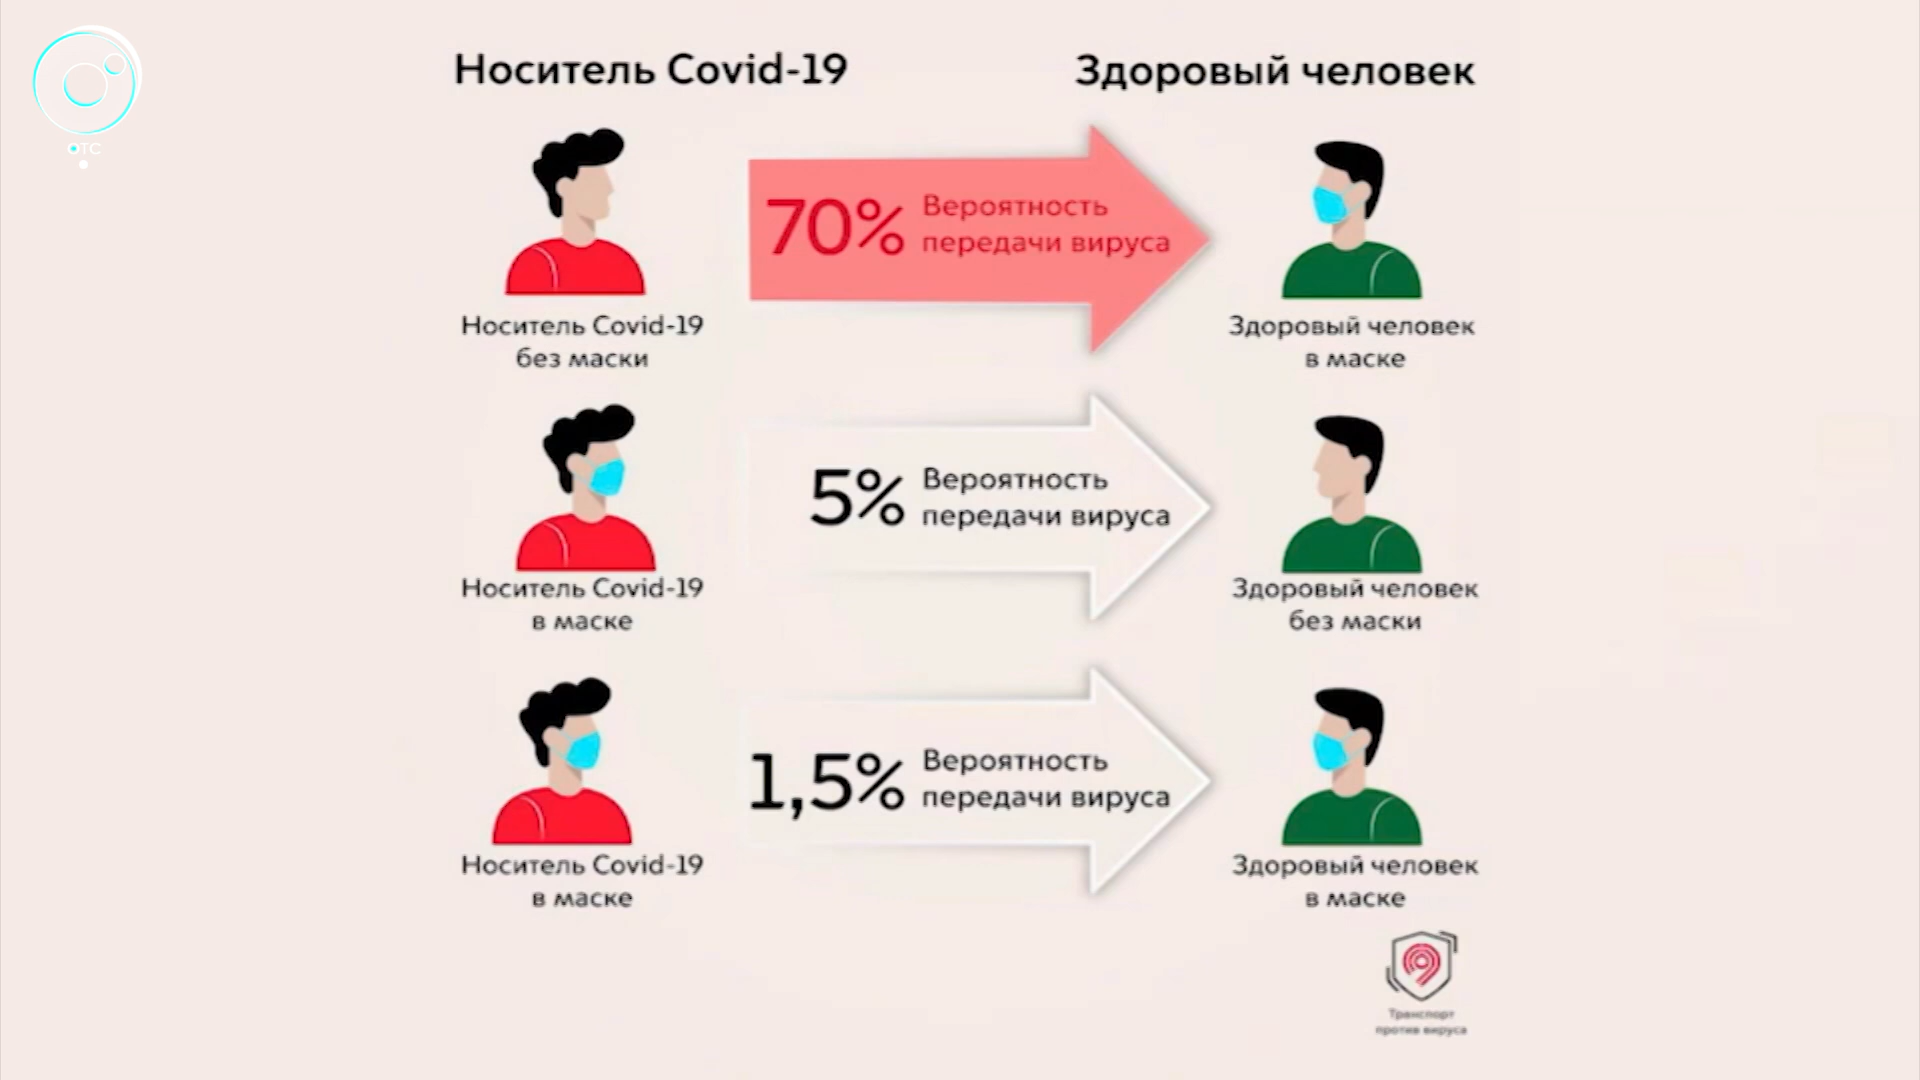 ОТС
Носитель Covid-19
Здоровый человек
70%
Вероятность
передачи вируса
Носитель Covid-19
без маски
Здоровый человек
в маске
5%
Вероятность
передачи вируса
Носитель Covid-19
в маске
Здоровый человек
без маски
1,5%
Вероятность
передачи вируса
Носитель Covid-19
в маске
Здоровый человек
в маске
Транспорт
против вируса